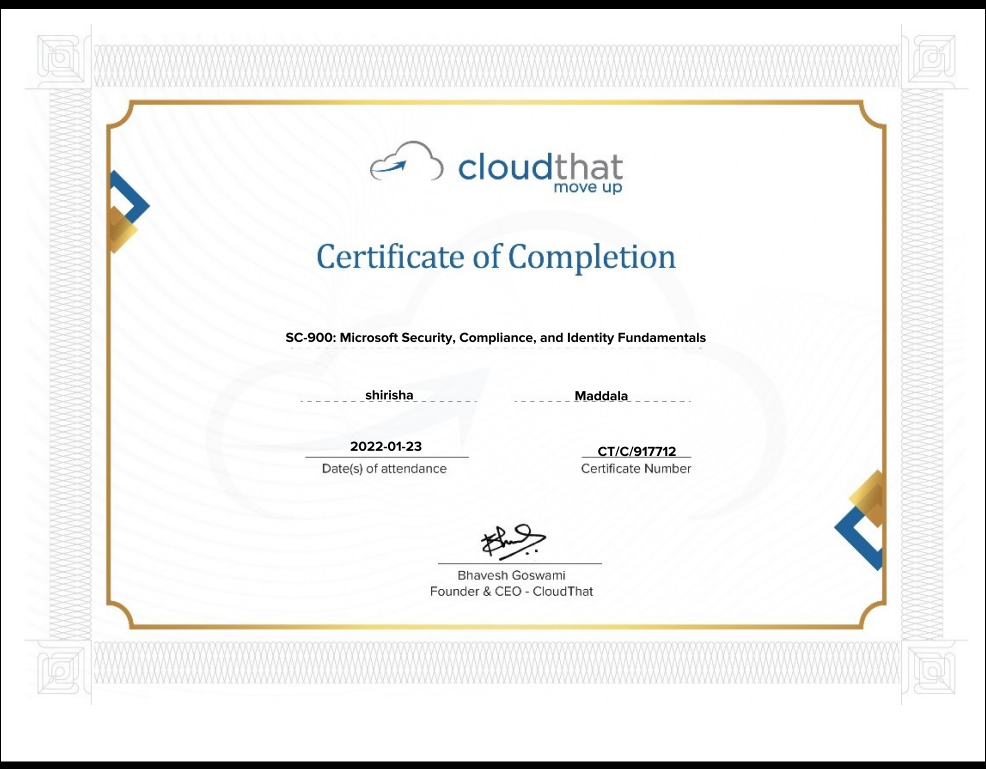 cloudthat
move up
Certificate of Completion
SC-900: Microsoft Security, Compliance, and Identity Fundamentals
shirisha Maddala
2022-01-23 CT/C/917712
Date(s) of attendance Certificate Number
Bhavesh Goswami
Founder & CEO - CloudThat